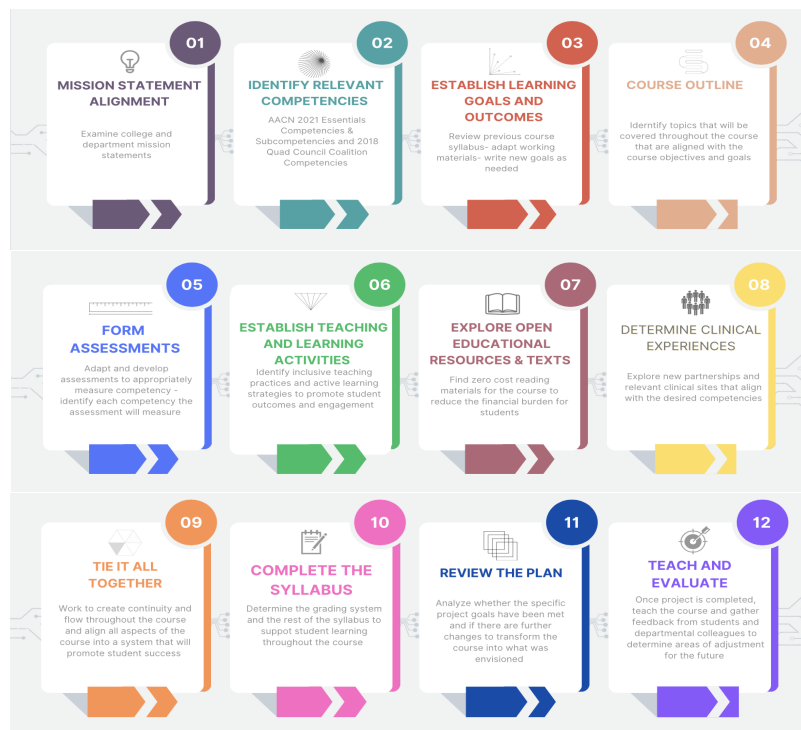 01
MISSION STATEMENT
ALIGNMENT
Examine college and
department mission
statements
02
IDENTIFY RELEVANT
COMPETENCIES
AACN 2021 Essentials
Competencies &
Subcompetencies and 2018
Quad Council Coalition
Competencies
03
ESTABLISH LEARNING
GOALS AND
OUTCOMES
Review previous course
syllabus- adapt working
materials- write new goals as
needed
04
COURSE OUTLINE
Iderntify topics that will be
covered throughout the course
that are aligned with the
course objectives and goals
05
FORM
ASSESSMENTS
Adapt and develop
assessments to appropriately
measure competency -
identify each competency the
assessment will measure
06
ESTABLISH TEACHING
AND LEARNING
ACTIVITIES
Identify inclusive teaching
practices and active learning
strategies to promote student
outcomes and engagement
07
EXPLORE OPEN
EDUCATIONAL
RESOURCES & TEXTS
Find zero cost reading
materials for the course to
reduce the financial burden for
students
08
DETERMINE CLINICAL
EXPERIENCES
Explore new partnerships and
relevant clinical sites that align
with the desired competencies
09
TIE IT ALL
TOGETHER
Work to create continuity and
flow throughout the course
and align all aspects of the
course into a system that will
promote student success
10
COMPLETE THE
SYLLABUS
Determine the grading system
and the rest of the syllabus to
suppot student learning
throughout the course
11
REVIEW THE PLAN
Analyze whether the specific
project goals have been met
and if there are further
changes to transform the
course into what was
envisioned
12
TEACH AND
EVALUATE
Once project is completed,
teach the course and gather
feedback from students and
departmental colleagues to
determine areas of adjustment
for the future